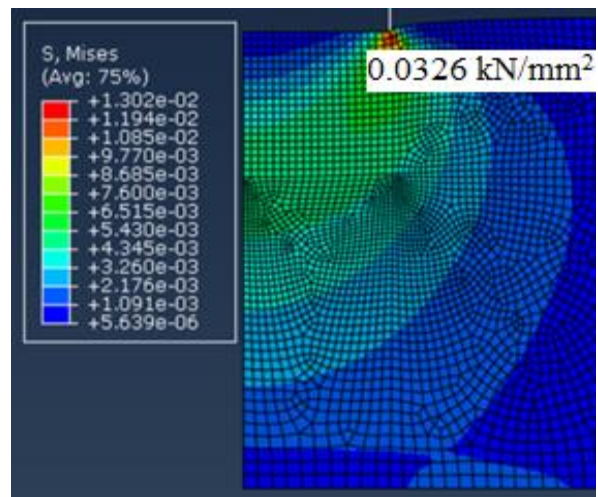 S, Mises
(Avg: 75%)
+1.302e-02
+1.194e-02
+1.085e-02
+9.770e-03
+8.685e-03
+7.600e-03
+6.515e-03
+5.430e-03
+4.345e-03
+3.260e-03
+2.176e-03
+1.091e-03
+5.639e-06
0.0326 kN/mm²